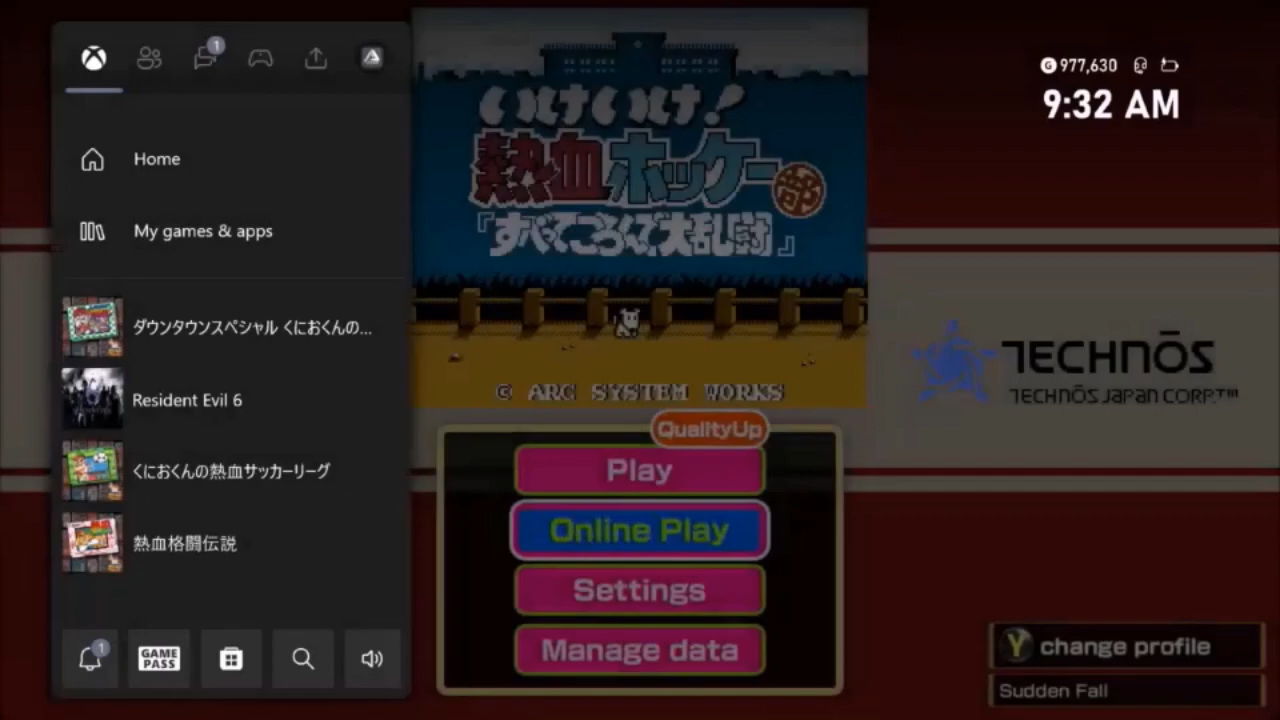 1
977,630
9:32 AM
Home
My games & apps
ダウンタウンスペシャル くにおくんの...
Resident Evil 6
くにおくんの熱血サッカーリーグ
熱血格闘伝説
1
GAME
PASS
いけいけ!
熱血ホッケー部
『すべってころんで大乱闘』
© ARC SYSTEM WORKS
QualityUp
Play
Online Play
Settings
Manage data
TECHNŌS
TECHNŌS JAPAN CORP.™
Y change profile
Sudden Fall